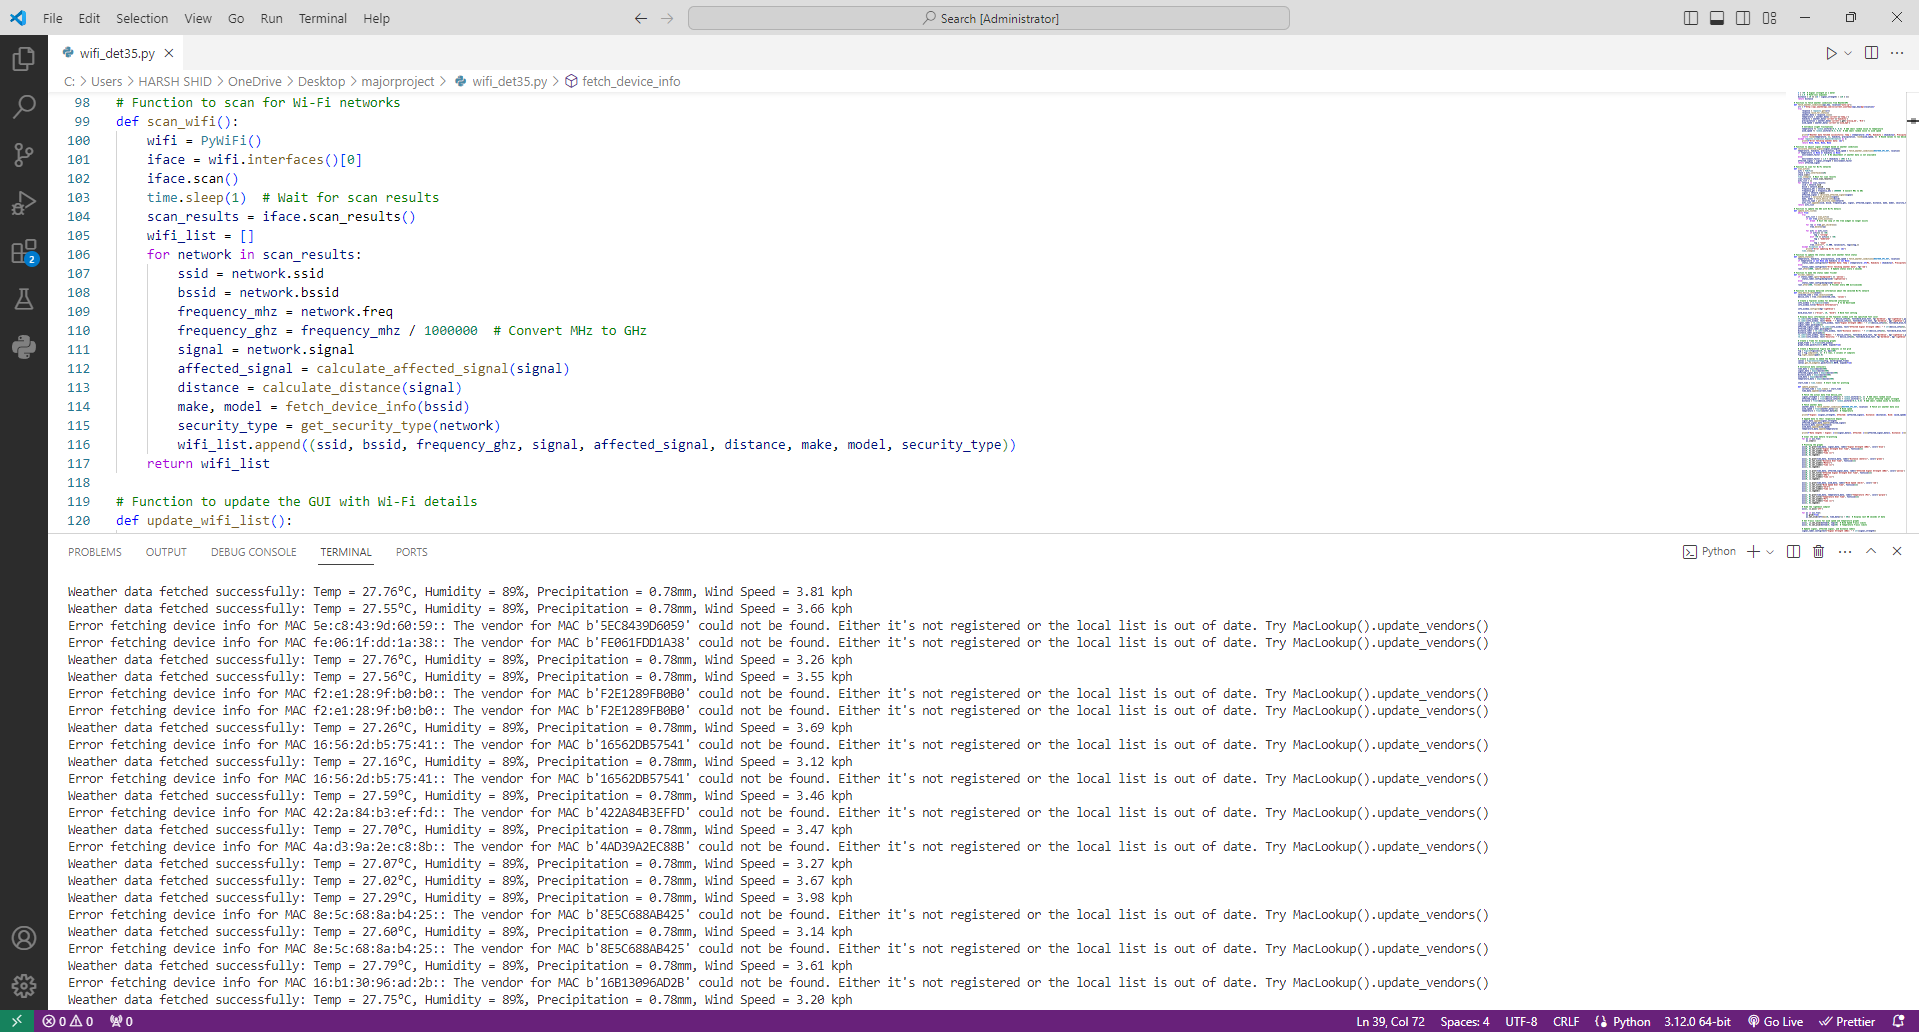 File Edit Selection View Go Run Terminal Help
Search [Administrator]
wifi_det35.py
C: > Users > HARSH SHID > OneDrive > Desktop > majorproject > wifi_det35.py > fetch_device_info
98 # Function to scan for Wi-Fi networks
99 def scan_wifi():
100 wifi = PyWiFi()
101 iface = wifi.interfaces()[0]
102 iface.scan()
103 time.sleep(1)  # Wait for scan results
104 scan_results = iface.scan_results()
105 wifi_list = []
106 for network in scan_results:
107 ssid = network.ssid
108 bssid = network.bssid
109 frequency_mhz = network.freq
110 frequency_ghz = frequency_mhz / 1000000  # Convert MHz to GHz
111 signal = network.signal
112 affected_signal = calculate_affected_signal(signal)
113 distance = calculate_distance(signal)
114 make, model = fetch_device_info(bssid)
115 security_type = get_security_type(network)
116 wifi_list.append((ssid, bssid, frequency_ghz, signal, affected_signal, distance, make, model, security_type))
117 return wifi_list
118
119 # Function to update the GUI with Wi-Fi details
120 def update_wifi_list():
2
PROBLEMS OUTPUT DEBUG CONSOLE TERMINAL PORTS
Python
Weather data fetched successfully: Temp = 27.76°C, Humidity = 89%, Precipitation = 0.78mm, Wind Speed = 3.81 kph
Weather data fetched successfully: Temp = 27.55°C, Humidity = 89%, Precipitation = 0.78mm, Wind Speed = 3.66 kph
Error fetching device info for MAC 5e:c8:43:9d:60:59:: The vendor for MAC b'5EC8439D6059' could not be found. Either it's not registered or the local list is out of date. Try MacLookup().update_vendors()
Error fetching device info for MAC fe:06:1f:dd:1a:38:: The vendor for MAC b'FE061FDD1A38' could not be found. Either it's not registered or the local list is out of date. Try MacLookup().update_vendors()
Weather data fetched successfully: Temp = 27.76°C, Humidity = 89%, Precipitation = 0.78mm, Wind Speed = 3.26 kph
Weather data fetched successfully: Temp = 27.56°C, Humidity = 89%, Precipitation = 0.78mm, Wind Speed = 3.55 kph
Error fetching device info for MAC f2:e1:28:9f:b0:b0:: The vendor for MAC b'F2E1289FB0B0' could not be found. Either it's not registered or the local list is out of date. Try MacLookup().update_vendors()
Error fetching device info for MAC f2:e1:28:9f:b0:b0:: The vendor for MAC b'F2E1289FB0B0' could not be found. Either it's not registered or the local list is out of date. Try MacLookup().update_vendors()
Weather data fetched successfully: Temp = 27.26°C, Humidity = 89%, Precipitation = 0.78mm, Wind Speed = 3.69 kph
Error fetching device info for MAC 16:56:2d:b5:75:41:: The vendor for MAC b'16562DB57541' could not be found. Either it's not registered or the local list is out of date. Try MacLookup().update_vendors()
Weather data fetched successfully: Temp = 27.16°C, Humidity = 89%, Precipitation = 0.78mm, Wind Speed = 3.12 kph
Error fetching device info for MAC 16:56:2d:b5:75:41:: The vendor for MAC b'16562DB57541' could not be found. Either it's not registered or the local list is out of date. Try MacLookup().update_vendors()
Weather data fetched successfully: Temp = 27.59°C, Humidity = 89%, Precipitation = 0.78mm, Wind Speed = 3.46 kph
Error fetching device info for MAC 42:2a:84:b3:ef:fd:: The vendor for MAC b'422A84B3EFFD' could not be found. Either it's not registered or the local list is out of date. Try MacLookup().update_vendors()
Weather data fetched successfully: Temp = 27.70°C, Humidity = 89%, Precipitation = 0.78mm, Wind Speed = 3.47 kph
Error fetching device info for MAC 4a:d3:9a:2e:c8:8b:: The vendor for MAC b'4AD39A2EC88B' could not be found. Either it's not registered or the local list is out of date. Try MacLookup().update_vendors()
Weather data fetched successfully: Temp = 27.07°C, Humidity = 89%, Precipitation = 0.78mm, Wind Speed = 3.27 kph
Weather data fetched successfully: Temp = 27.02°C, Humidity = 89%, Precipitation = 0.78mm, Wind Speed = 3.67 kph
Weather data fetched successfully: Temp = 27.29°C, Humidity = 89%, Precipitation = 0.78mm, Wind Speed = 3.98 kph
Error fetching device info for MAC 8e:5c:68:8a:b4:25:: The vendor for MAC b'8E5C688AB425' could not be found. Either it's not registered or the local list is out of date. Try MacLookup().update_vendors()
Weather data fetched successfully: Temp = 27.60°C, Humidity = 89%, Precipitation = 0.78mm, Wind Speed = 3.14 kph
Error fetching device info for MAC 8e:5c:68:8a:b4:25:: The vendor for MAC b'8E5C688AB425' could not be found. Either it's not registered or the local list is out of date. Try MacLookup().update_vendors()
Weather data fetched successfully: Temp = 27.79°C, Humidity = 89%, Precipitation = 0.78mm, Wind Speed = 3.61 kph
Error fetching device info for MAC 16:b1:30:96:ad:2b:: The vendor for MAC b'16B13096AD2B' could not be found. Either it's not registered or the local list is out of date. Try MacLookup().update_vendors()
Weather data fetched successfully: Temp = 27.75°C, Humidity = 89%, Precipitation = 0.78mm, Wind Speed = 3.20 kph
0 0 0 Ln 39, Col 72 Spaces: 4 UTF-8 CRLF Python 3.12.0 64-bit Go Live Prettier